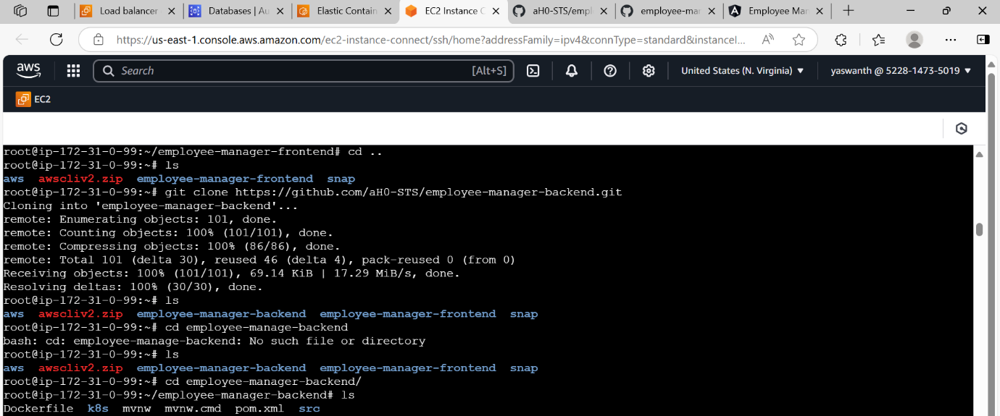 Load balancer
Databases | Au
Elastic Contain
EC2 Instance C
aH0-STS/empl
employee-mar
Employee Mar
https://us-east-1.console.aws.amazon.com/ec2-instance-connect/ssh/home?addressFamily=ipv4&connType=standard&instanceI...
aws
Search
[Alt+S]
United States (N. Virginia)
yaswanth @ 5228-1473-5019
EC2
root@ip-172-31-0-99:~/employee-manager-frontend# cd ..
root@ip-172-31-0-99:~# ls
aws  awscliv2.zip  employee-manager-frontend  snap
root@ip-172-31-0-99:~# git clone https://github.com/aH0-STS/employee-manager-backend.git
Cloning into 'employee-manager-backend'...
remote: Enumerating objects: 101, done.
remote: Counting objects: 100% (101/101), done.
remote: Compressing objects: 100% (86/86), done.
remote: Total 101 (delta 30), reused 46 (delta 4), pack-reused 0 (from 0)
Receiving objects: 100% (101/101), 69.14 KiB | 17.29 MiB/s, done.
Resolving deltas: 100% (30/30), done.
root@ip-172-31-0-99:~# ls
aws  awscliv2.zip  employee-manager-backend  employee-manager-frontend  snap
root@ip-172-31-0-99:~# cd employee-manage-backend
bash: cd: employee-manage-backend: No such file or directory
root@ip-172-31-0-99:~# ls
aws  awscliv2.zip  employee-manager-backend  employee-manager-frontend  snap
root@ip-172-31-0-99:~# cd employee-manager-backend/
root@ip-172-31-0-99:~/employee-manager-backend# ls
Dockerfile  k8s  mvnw  mvnw.cmd  pom.xml  src